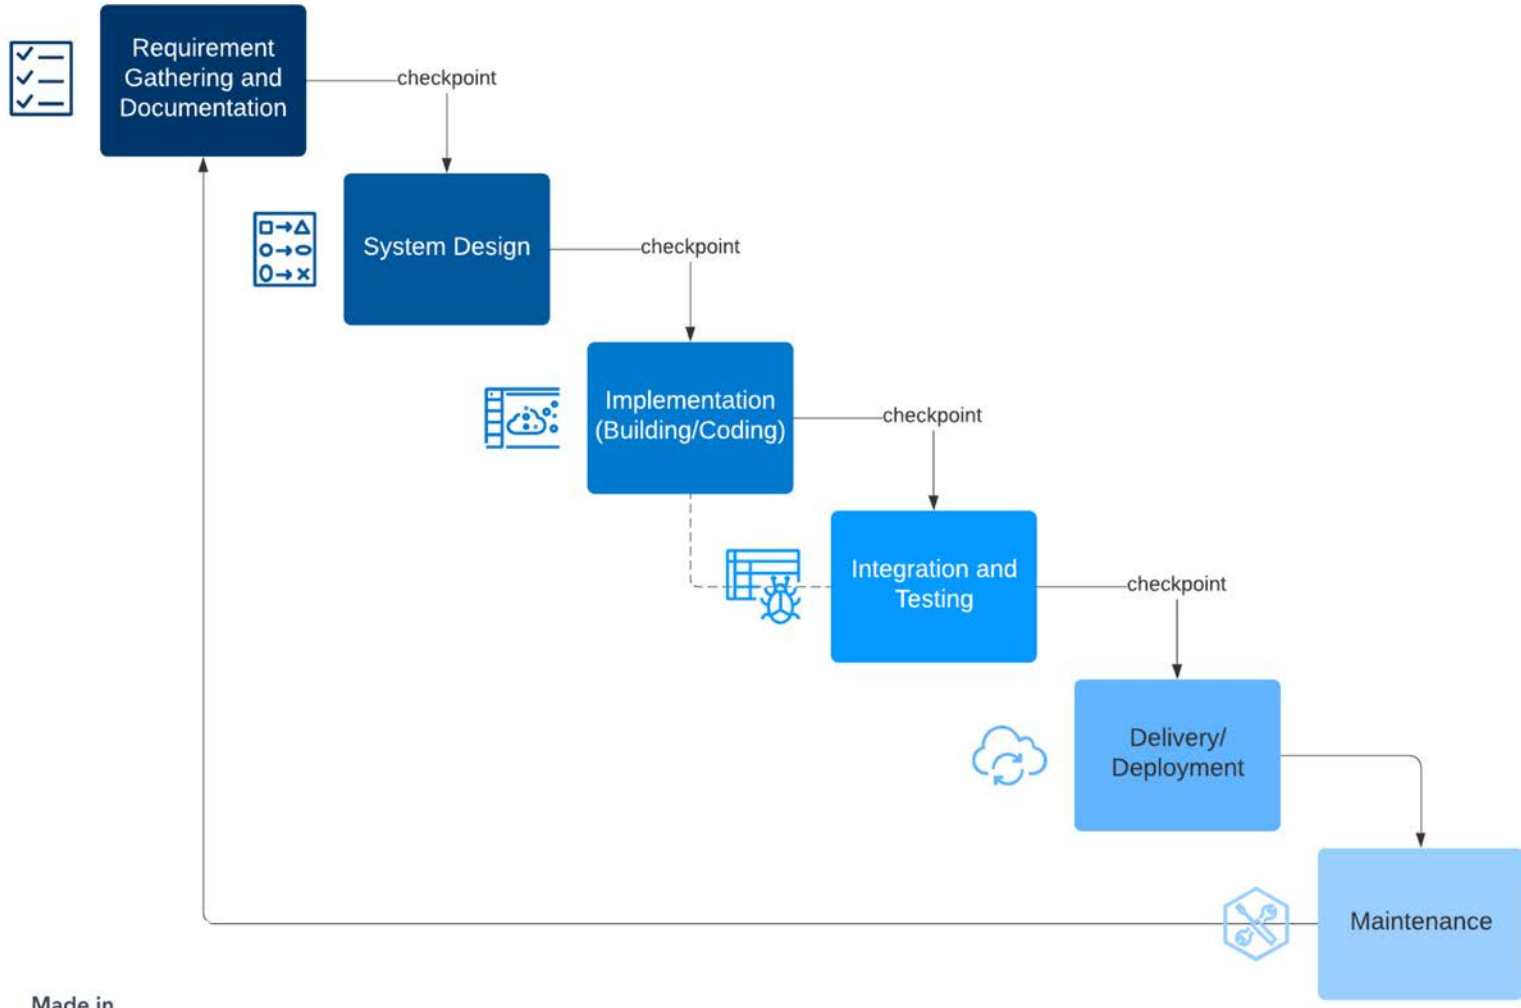 Requirement
Gathering and
Documentation
checkpoint
System Design
checkpoint
Implementation
(Building/Coding)
checkpoint
Integration and
Testing
checkpoint
Delivery/
Deployment
Maintenance
Made in